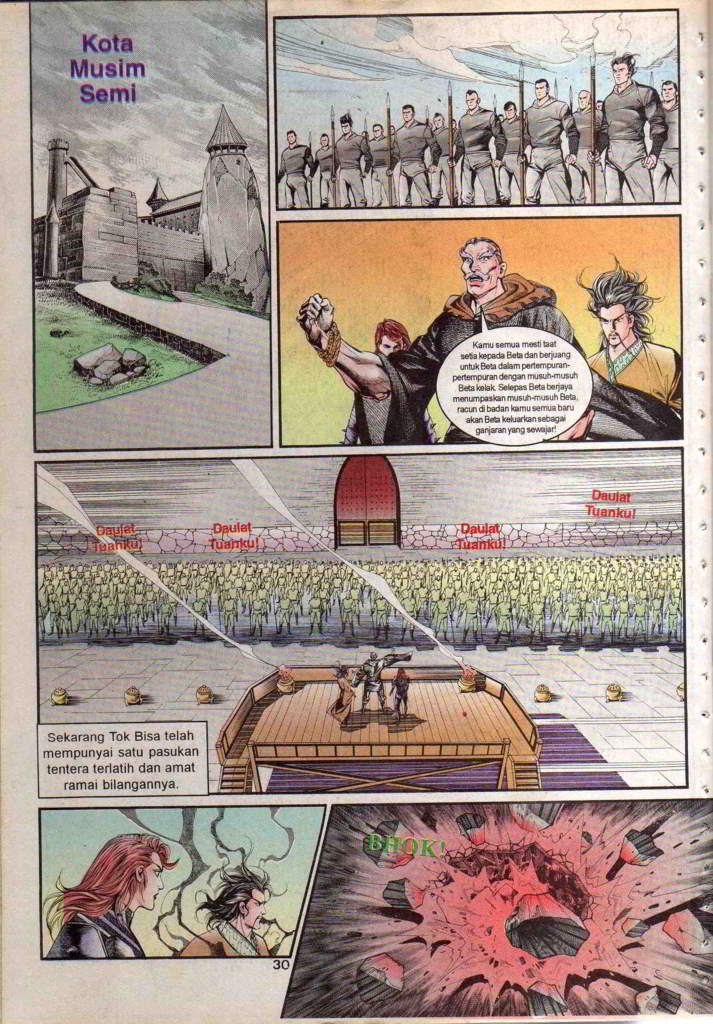 Kota
Musim
Semi
Kamu semua mesti taat
setia kepada Beta dan berjuang
untuk Beta dalam pertempuran-
pertempuran dengan musuh-musuh
Beta kelak. Selepas Beta berjaya
menumpaskan musuh-musuh Beta,
racun di badan kamu semua baru
akan Beta keluarkan sebagai
ganjaran yang sewajar!
Daulat
Tuanku!
Daulat
Tuanku!
Daulat
Tuanku!
Daulat
Tuanku!
Sekarang Tok Bisa telah
mempunyai satu pasukan
tentera terlatih dan amat
ramai bilangannya.
BHOK!
30